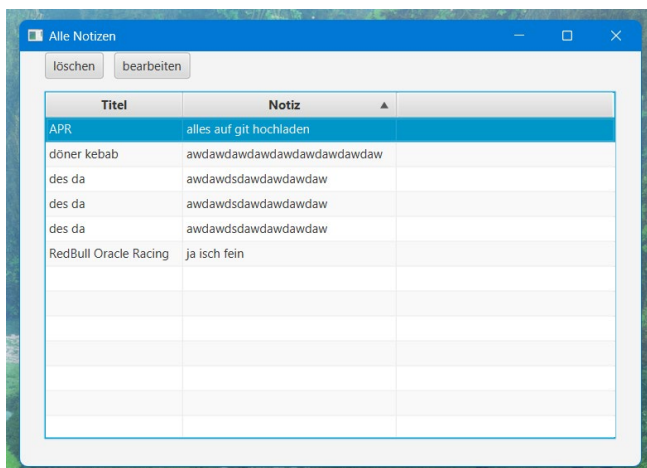 Alle Notizen
löschen bearbeiten
Titel Notiz
APR alles auf git hochladen
döner kebab awdawdawdawdawdawdawdawdaw
des da awdawdsdawdawdawdaw
des da awdawdsdawdawdawdaw
des da awdawdsdawdawdawdaw
RedBull Oracle Racing ja isch fein